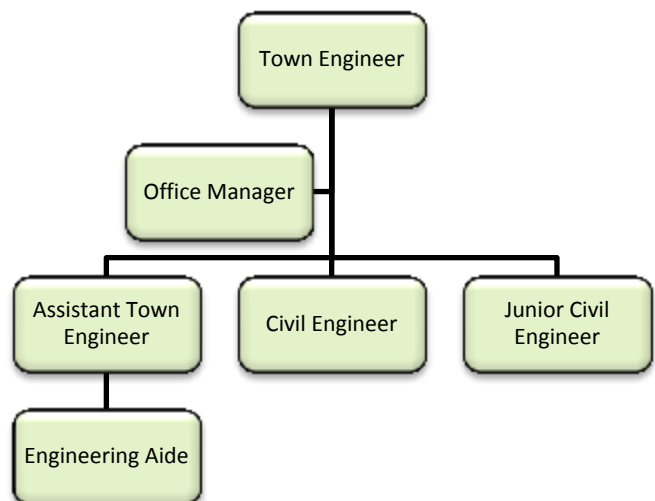 Town Engineer
Office Manager
Assistant Town
Engineer
Civil Engineer
Junior Civil
Engineer
Engineering Aide